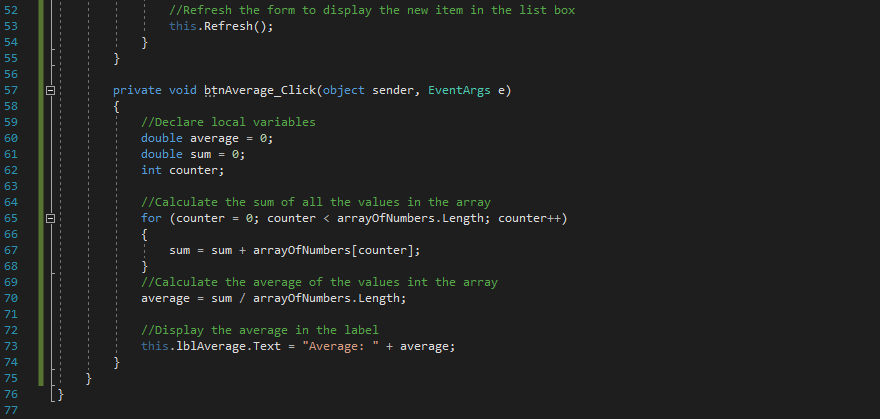 52 //Refresh the form to display the new item in the list box
53 this.Refresh();
54 }
55 }
56
57 private void btnAverage_Click(object sender, EventArgs e)
58 {
59 //Declare local variables
60 double average = 0;
61 double sum = 0;
62 int counter;
63
64 //Calculate the sum of all the values in the array
65 for (counter = 0; counter < arrayOfNumbers.Length; counter++)
66 {
67 sum = sum + arrayOfNumbers[counter];
68 }
69 //Calculate the average of the values int the array
70 average = sum / arrayOfNumbers.Length;
71
72 //Display the average in the label
73 this.lblAverage.Text = "Average: " + average;
74 }
75 }
76 }
77